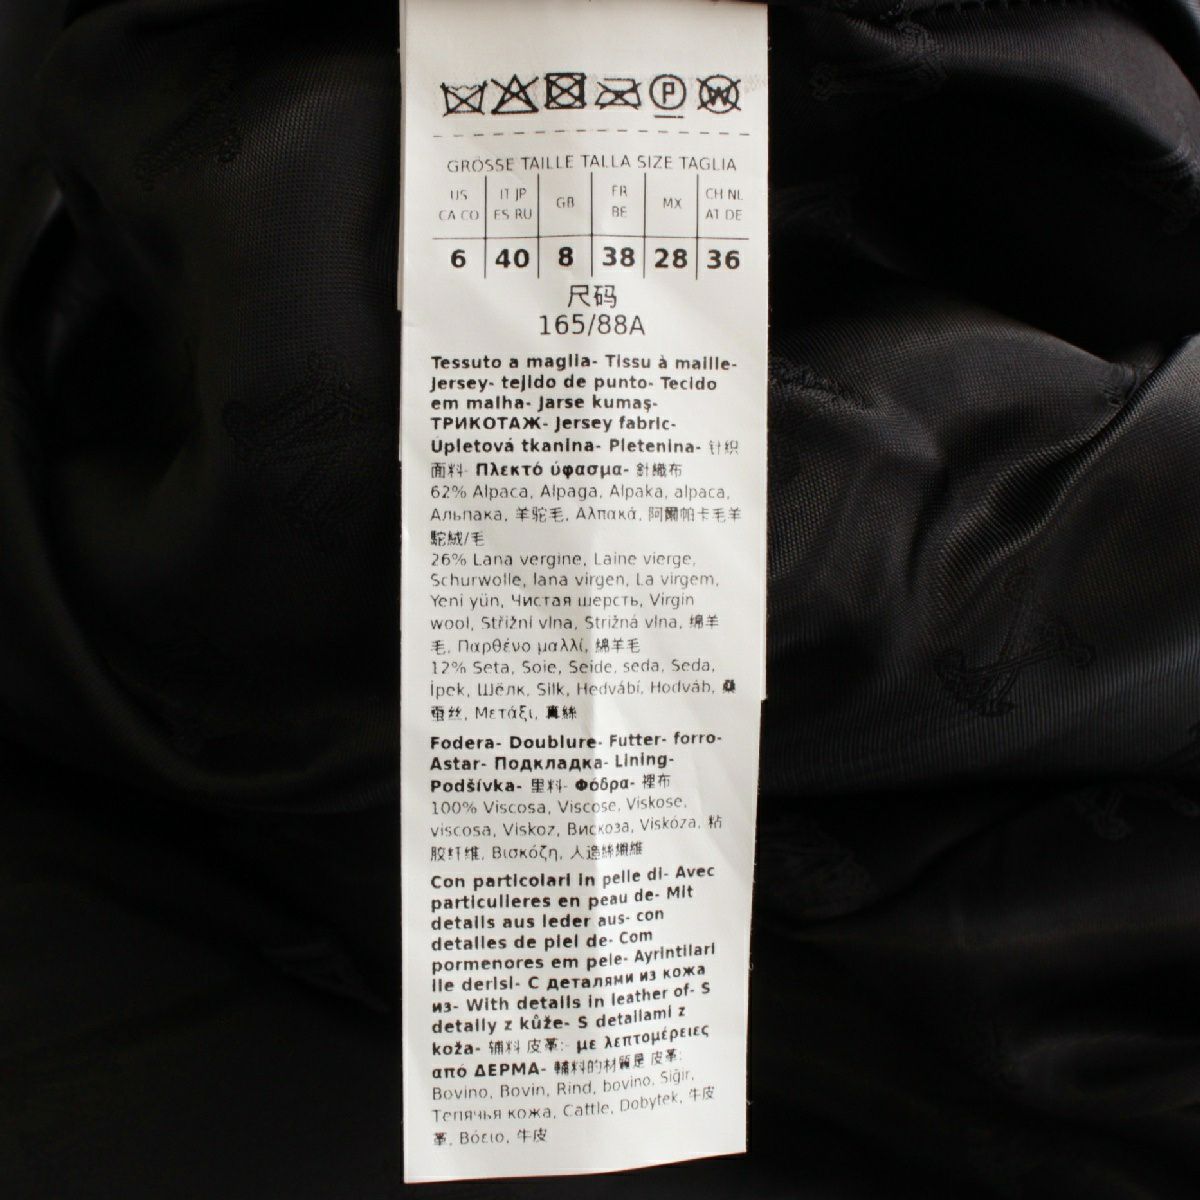 P W
GRÖSSE TAILLE TALLA SIZE TAGLIA
US CA CO | IT JP ES RU | GB | FR BE | MX | CH NL AT DE
6 | 40 | 8 | 38 | 28 | 36
尺码
165/88A
Tessuto a maglia- Tissu à maille-
Jersey- tejido de punto- Tecido
em malha- Jarse kumaş-
ТРИКОТАЖ- Jersey fabric-
Úpletová tkanina- Pletenina- 针织
面料- Πλεκτό ύφασμα- 針織布
62% Alpaca, Alpaga, Alpaka, alpaca,
Альпака, 羊驼毛, Αλπακά, 阿爾帕卡毛羊
駝絨/毛
26% Lana vergine, Laine vierge,
Schurwolle, lana virgen, La virgem,
Yeni yün, Чистая шерсть, Virgin
wool, Střižní vlna, Strižná vlna, 绵羊
毛, Παρθένο μαλλί, 綿羊毛
12% Seta, Soie, Seide, seda, Seda,
İpek, Шёлк, Silk, Hedvábí, Hodváb, 桑
蚕丝, Μετάξι, 真絲
Fodera- Doublure- Futter- forro-
Astar- Подкладка- Lining-
Podšívka- 里料- Φόδρα- 裡布
100% Viscosa, Viscose, Viskose,
viscosa, Viskoz, Вискоза, Viskóza, 粘
胶纤维, Βισκόζη, 人造絲纖維
Con particolari in pelle di- Avec
particulieres en peau de- Mit
details aus leder aus- con
detalles de piel de- Com
pormenores em pele- Ayrintilari
ile derisi- С деталями из кожа
из- With details in leather of- S
detaily z kůže- S detailami z
koža- 辅料 皮革:- με λεπτομέρειες
από ΔΕΡΜΑ- 輔料的材質是 皮革:
Bovino, Bovin, Rind, bovino, Sığır,
Телячья кожа, Cattle, Dobytek, 牛皮
革, Βόειο, 牛皮